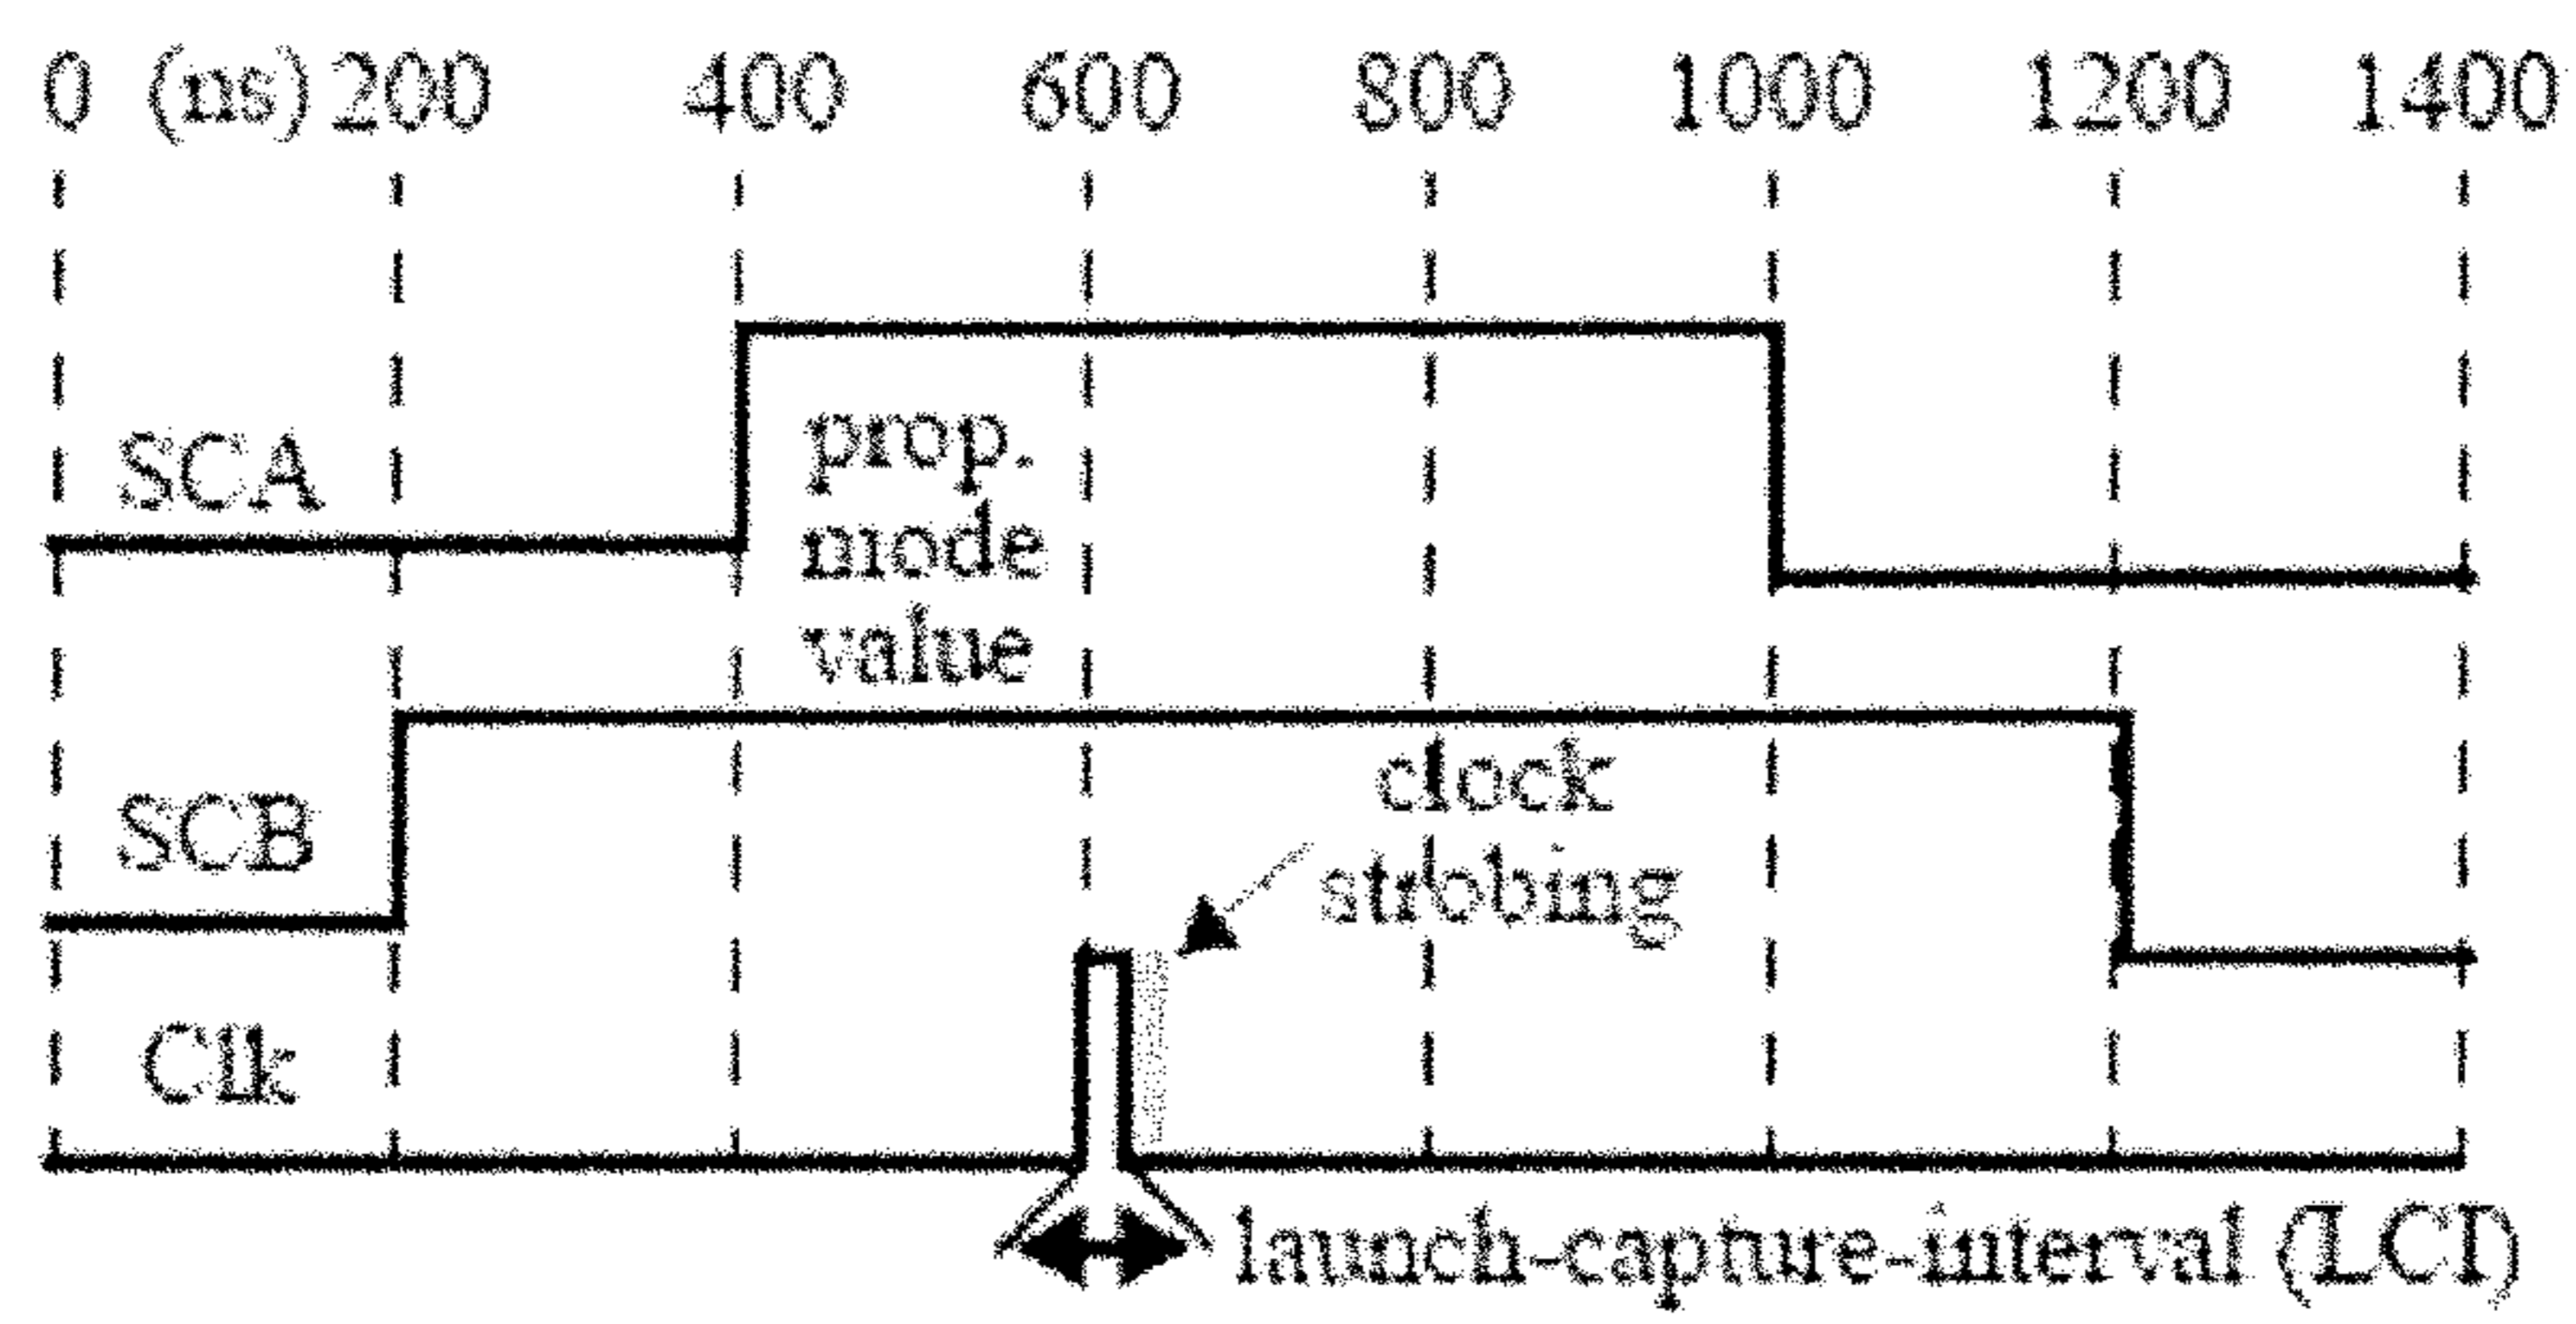 0 (ns) 200 400 600 800 1000 1200 1400
SCA
prop.
mode
value
SCB
clock
strobing
Clk
launch-capture-interval (LCI)